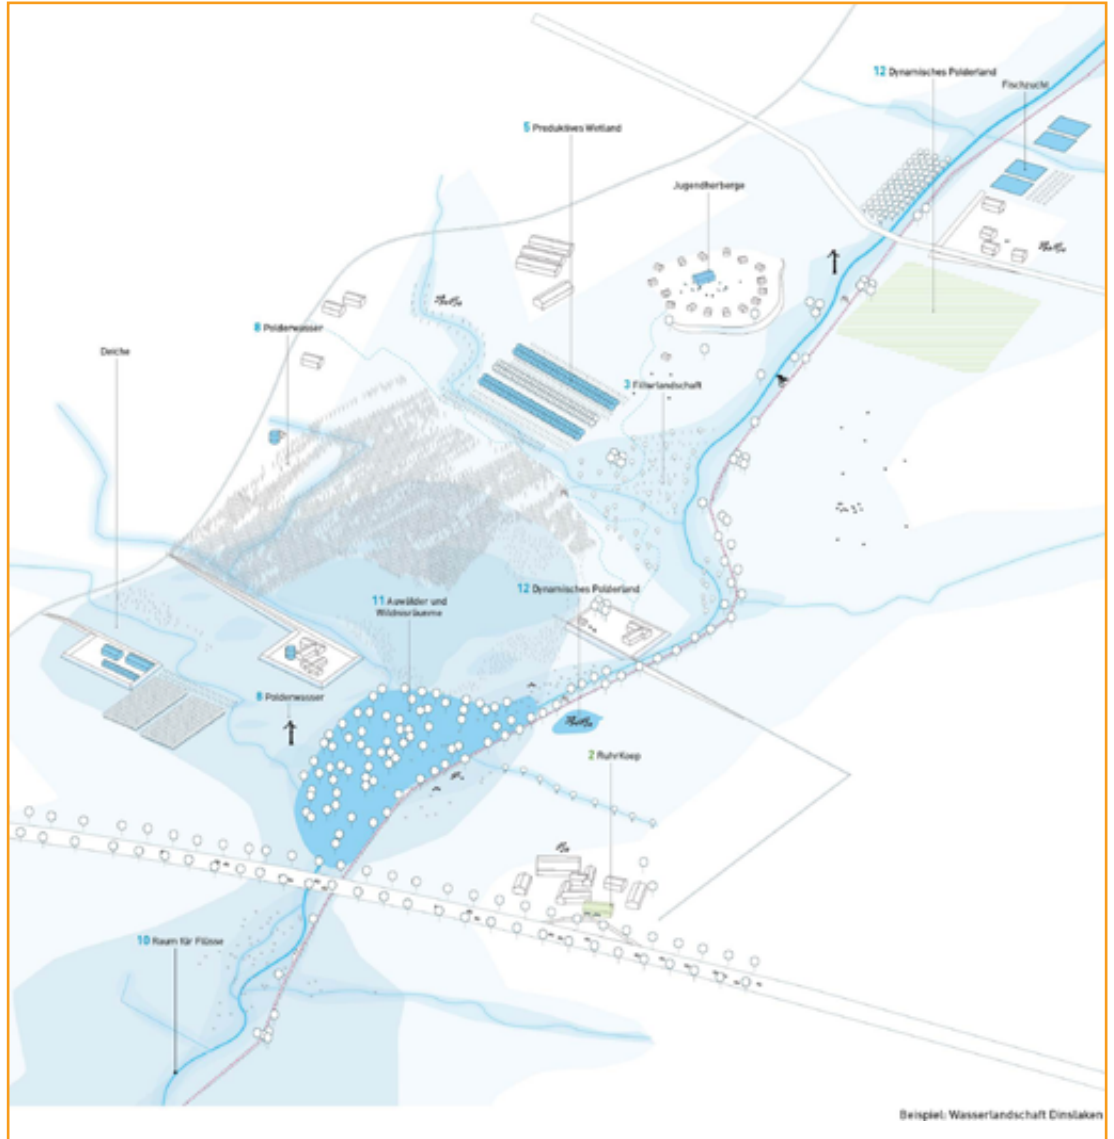 12 Dynamisches Polderland
Fischzucht
5 Produktives Wetland
Jugendherberge
8 Polderwasser
Deiche
3 Filterlandschaft
12 Dynamisches Polderland
11 Auwälder und
Wildnisräume
8 Polderwasser
2 RuhrKoep
10 Raum für Flüsse
Beispiel: Wasserlandschaft Dinslaken